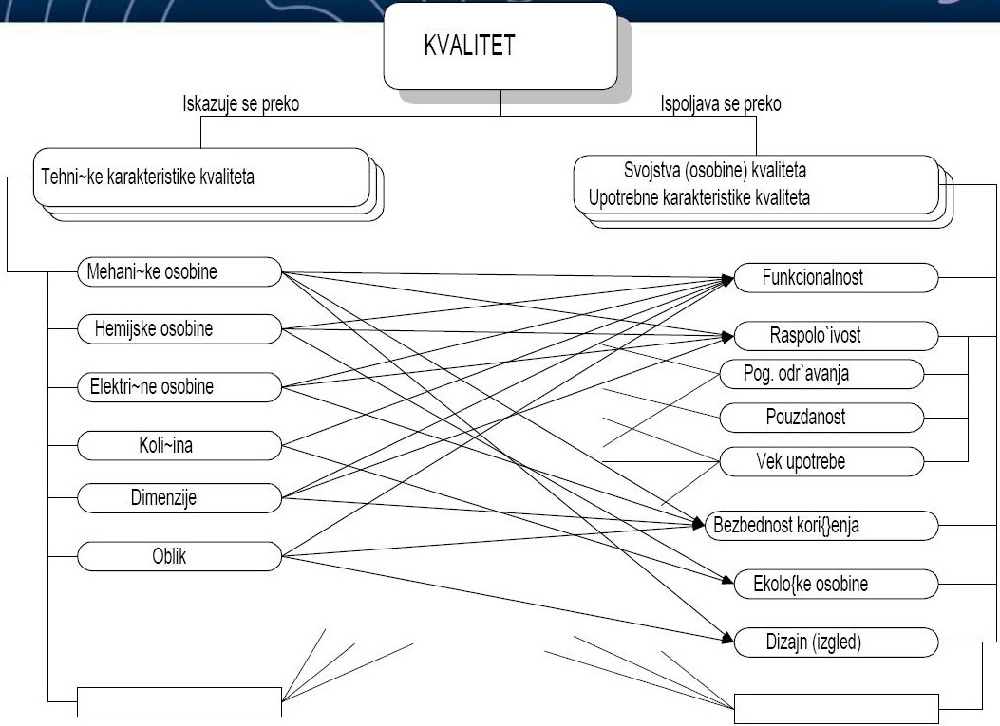 KVALITET
Iskazuje se preko
Ispoljava se preko
Tehni~ke karakteristike kvaliteta
Svojstva (osobine) kvaliteta
Upotrebne karakteristike kvaliteta
Mehani~ke osobine
Hemijske osobine
Elektri~ne osobine
Koli~ina
Dimenzije
Oblik
Funkcionalnost
Raspolo`ivost
Pog. odr`avanja
Pouzdanost
Vek upotrebe
Bezbednost kori{}enja
Ekolo{ke osobine
Dizajn (izgled)